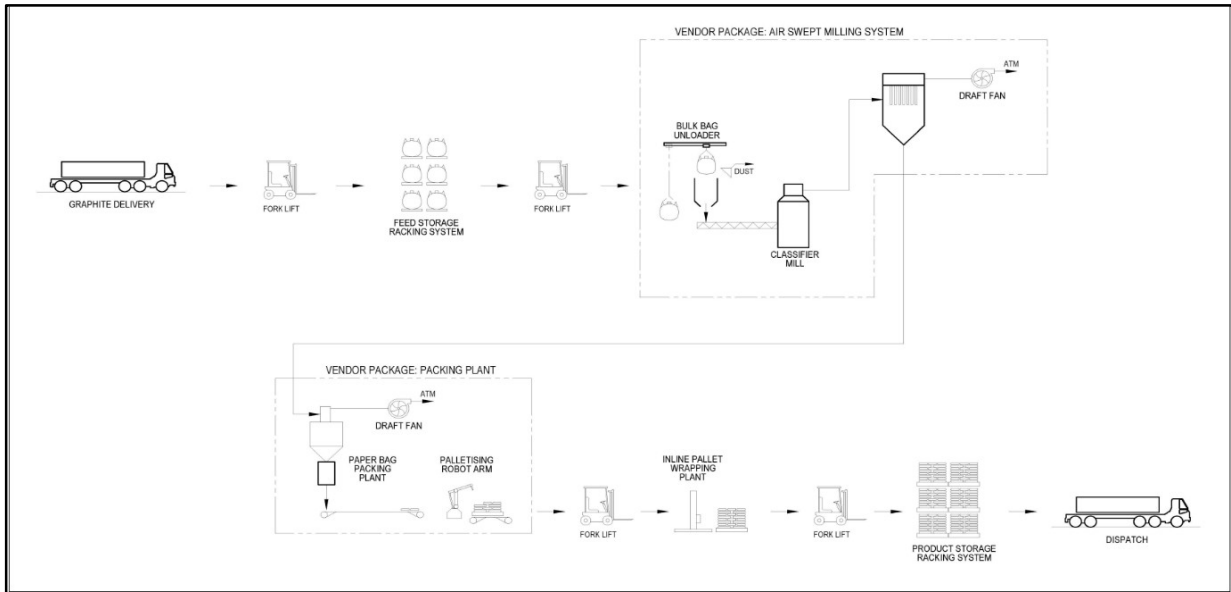 VENDOR PACKAGE: AIR SWEPT MILLING SYSTEM
ATM
DRAFT FAN
BULK BAG
UNLOADER
DUST
GRAPHITE DELIVERY
FORK LIFT
FEED STORAGE
RACKING SYSTEM
FORK LIFT
CLASSIFIER
MILL
VENDOR PACKAGE: PACKING PLANT
ATM
DRAFT FAN
PAPER BAG
PACKING
PLANT
PALLETISING
ROBOT ARM
INLINE PALLET
WRAPPING
PLANT
FORK LIFT
FORK LIFT
PRODUCT STORAGE
RACKING SYSTEM
DISPATCH